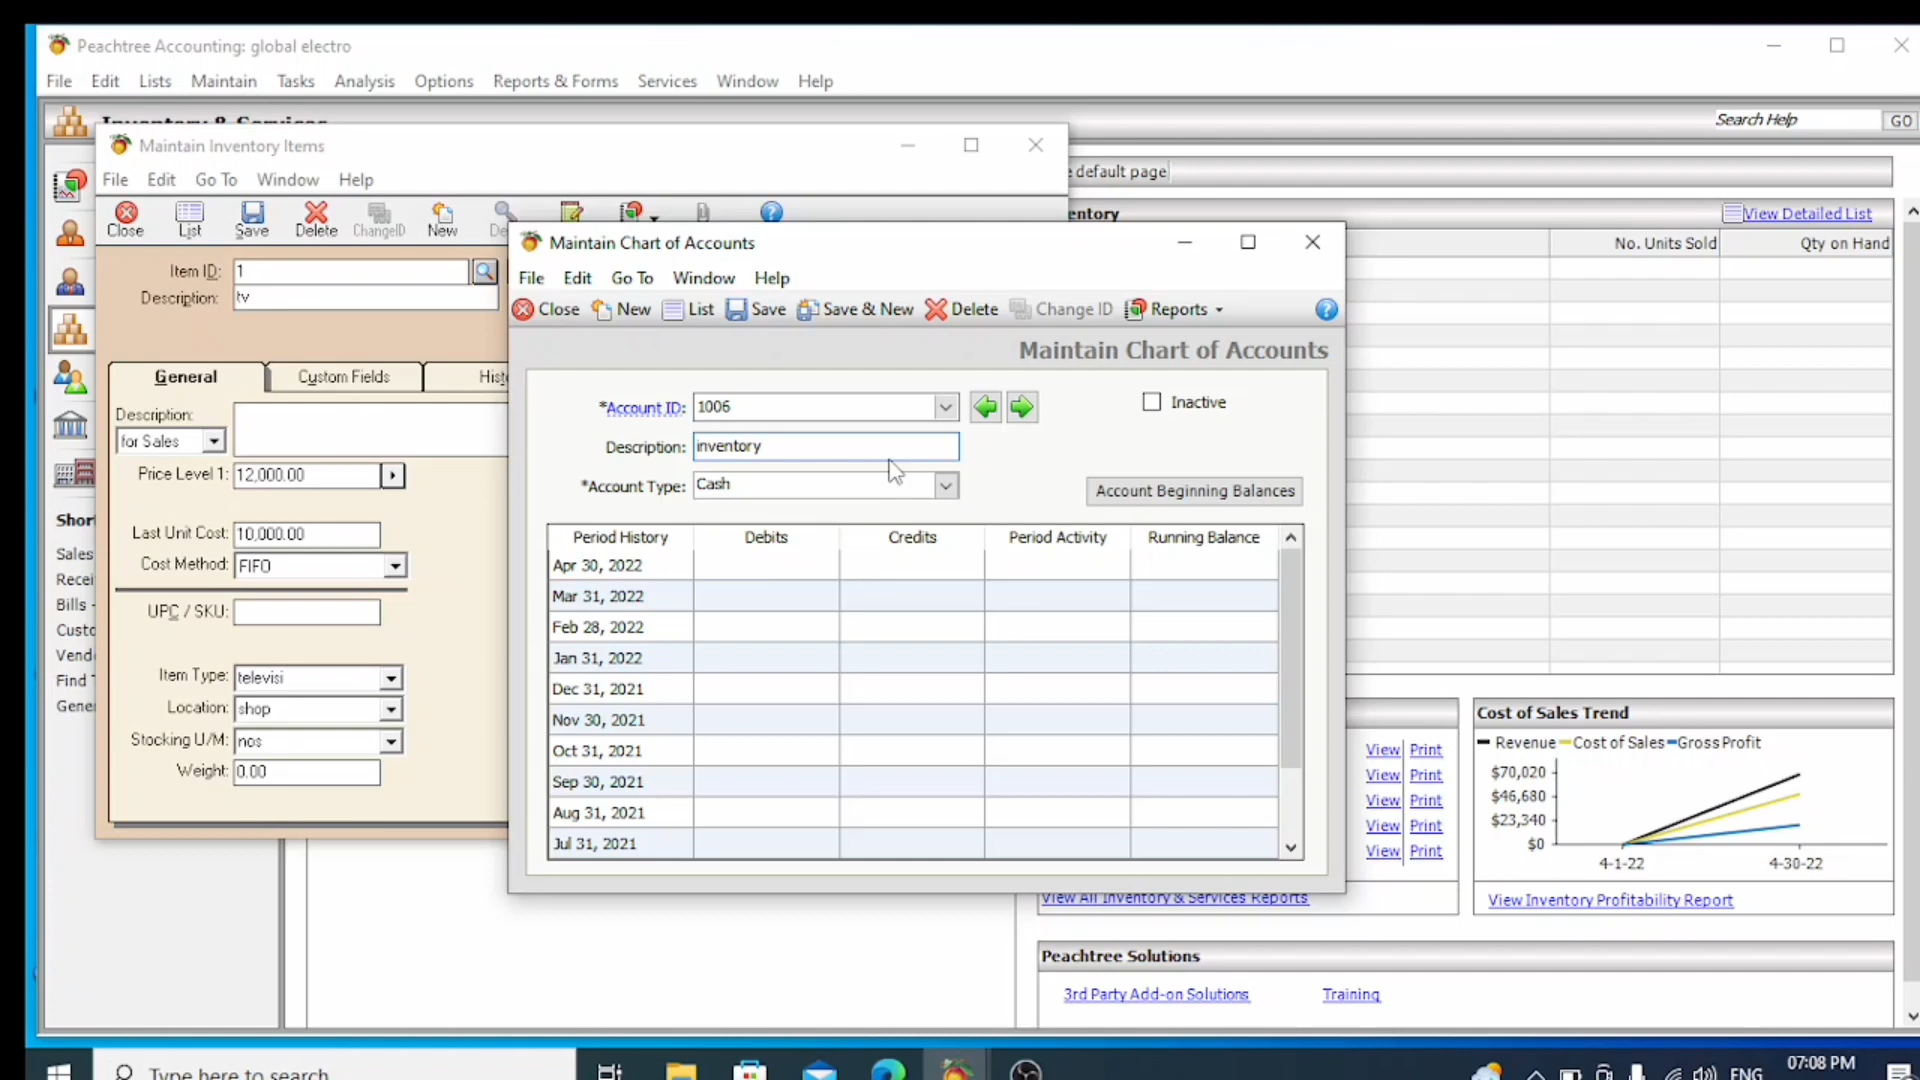 Peachtree Accounting: global electro
File Edit Lists Maintain Tasks Analysis Options Reports & Forms Services Window Help
Inventory & Services
Search Help GO
Maintain Inventory Items
default page
File Edit Go To Window Help
Close List Save Delete ChangeID New
entory
View Detailed List
No. Units Sold Qty on Hand
Item ID: 1
Description: tv
General Custom Fields
Description:
for Sales
Price Level 1: 12,000.00
Last Unit Cost: 10,000.00
Cost Method: FIFO
UPC / SKU:
Item Type: televisi
Location: shop
Stocking U/M: nos
Weight: 0.00
Maintain Chart of Accounts
File Edit Go To Window Help
Close New List Save Save & New Delete Change ID Reports
Maintain Chart of Accounts
*Account ID: 1006
Inactive
Description: inventory
*Account Type: Cash
Account Beginning Balances
Period History Debits Credits Period Activity Running Balance
Apr 30, 2022
Mar 31, 2022
Feb 28, 2022
Jan 31, 2022
Dec 31, 2021
Nov 30, 2021
Oct 31, 2021
Sep 30, 2021
Aug 31, 2021
Jul 31, 2021
Shor
Sales
Recei
Bills -
Custo
Vend
Find
Gene
View Print
View Print
View Print
View Print
View Print
View All Inventory & Services Reports
Cost of Sales Trend
Revenue Cost of Sales Gross Profit
$70,020
$46,680
$23,340
$0
4-1-22 4-30-22
View Inventory Profitability Report
Peachtree Solutions
3rd Party Add-on Solutions Training
Type here to search
ENG
07:08 PM